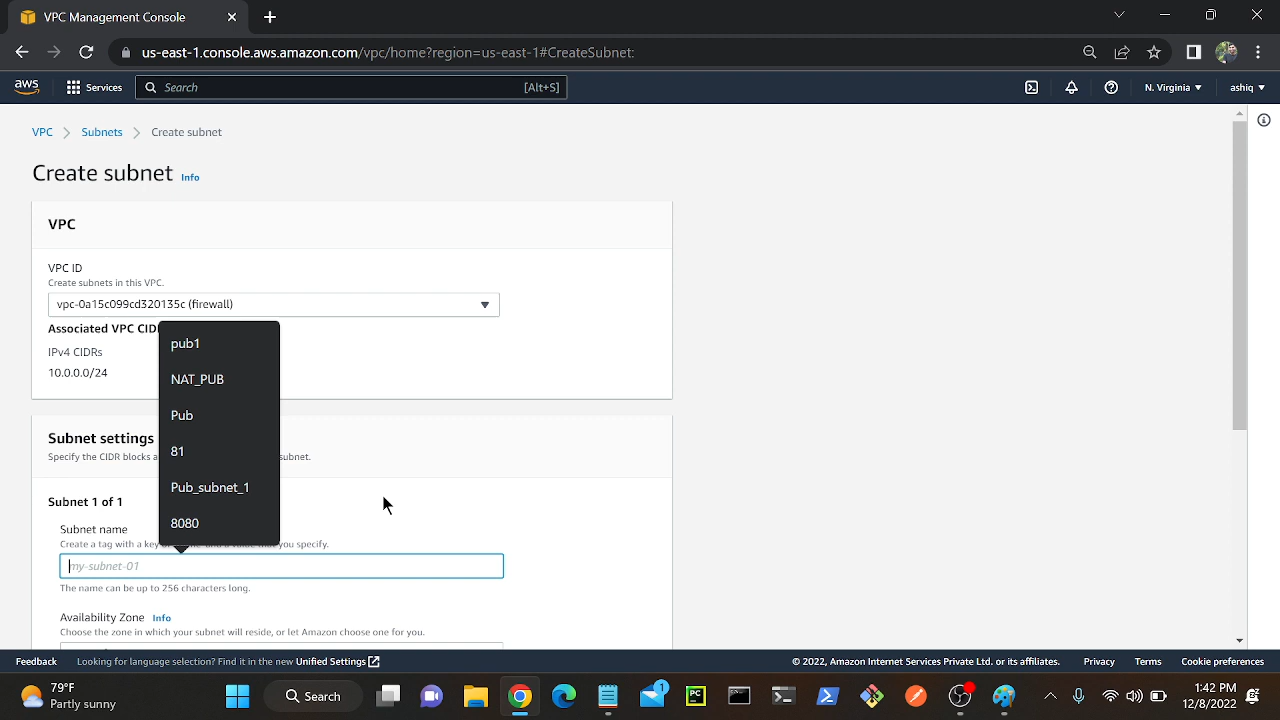 VPC Management Console
us-east-1.console.aws.amazon.com/vpc/home?region=us-east-1#CreateSubnet:
aws
Services
Search
[Alt+S]
N. Virginia
ashiq
VPC
Subnets
Create subnet
Create subnet Info
VPC
VPC ID
Create subnets in this VPC.
vpc-0a15c099cd320135c (firewall)
Associated VPC
IPv4 CIDRs
10.0.0.0/24
pub1
NAT_PUB
Pub
81
Pub_subnet_1
8080
Subnet settings
Specify the CIDR blocks subnet.
Subnet 1 of 1
Subnet name
Create a tag with a key you specify.
my-subnet-01
The name can be up to 256 characters long.
Availability Zone Info
Choose the zone in which your subnet will reside, or let Amazon choose one for you.
Feedback
Looking for language selection? Find it in the new Unified Settings
© 2022, Amazon Internet Services Private Ltd. or its affiliates.
Privacy
Terms
Cookie preferences
79°F
Partly sunny
Search
1
PC
1:42 PM
12/8/2022